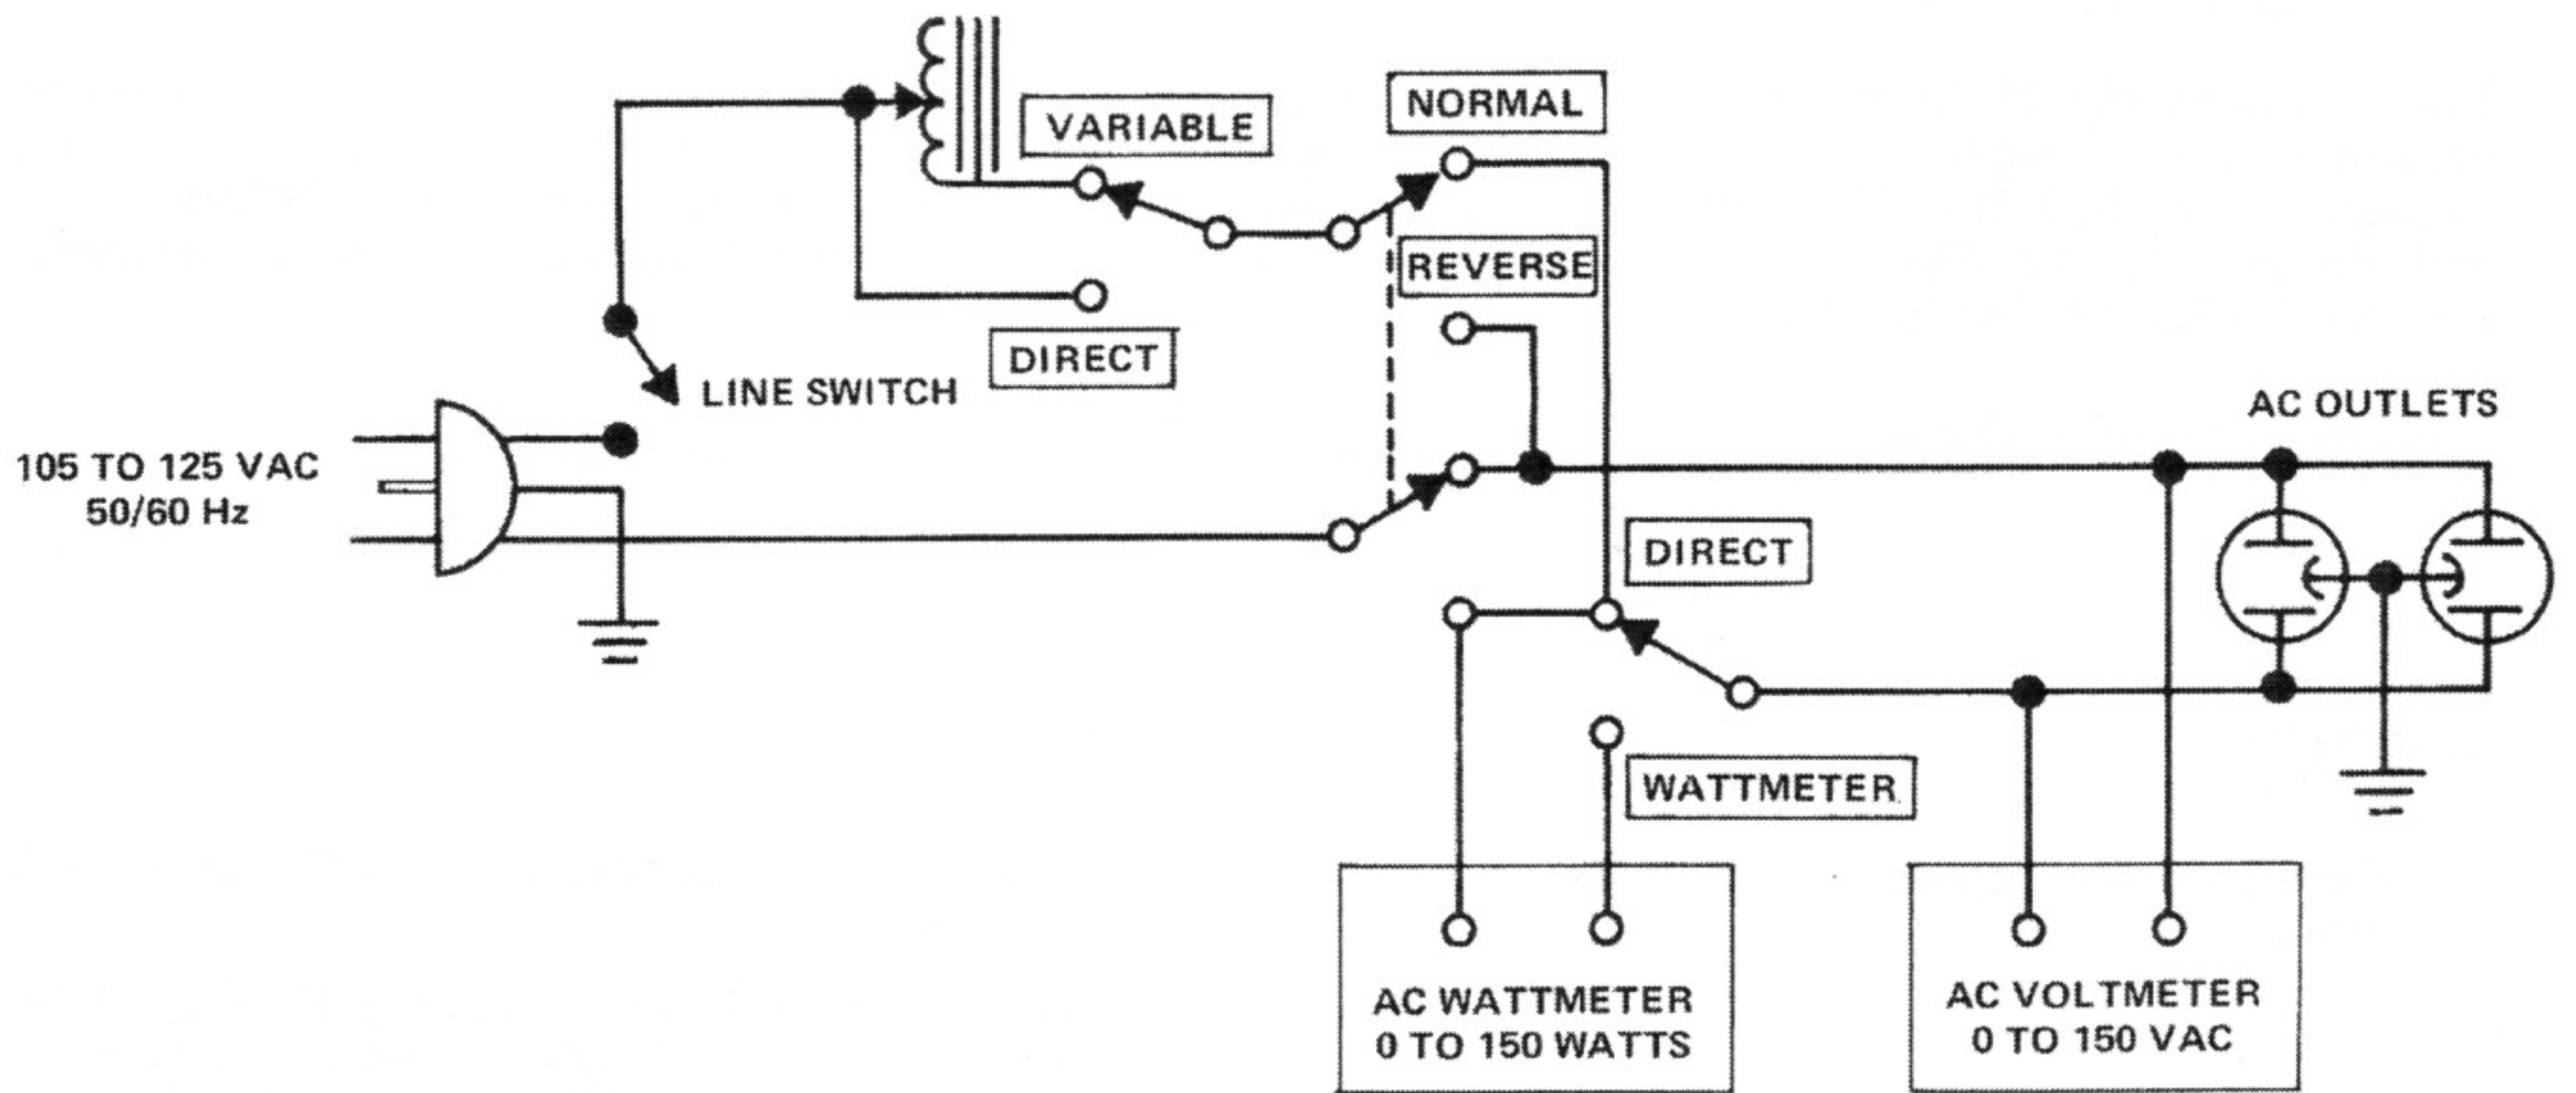 VARIABLE
NORMAL
REVERSE
DIRECT
LINE SWITCH
105 TO 125 VAC
50/60 Hz
AC OUTLETS
DIRECT
WATTMETER
AC WATTMETER
0 TO 150 WATTS
AC VOLTMETER
0 TO 150 VAC